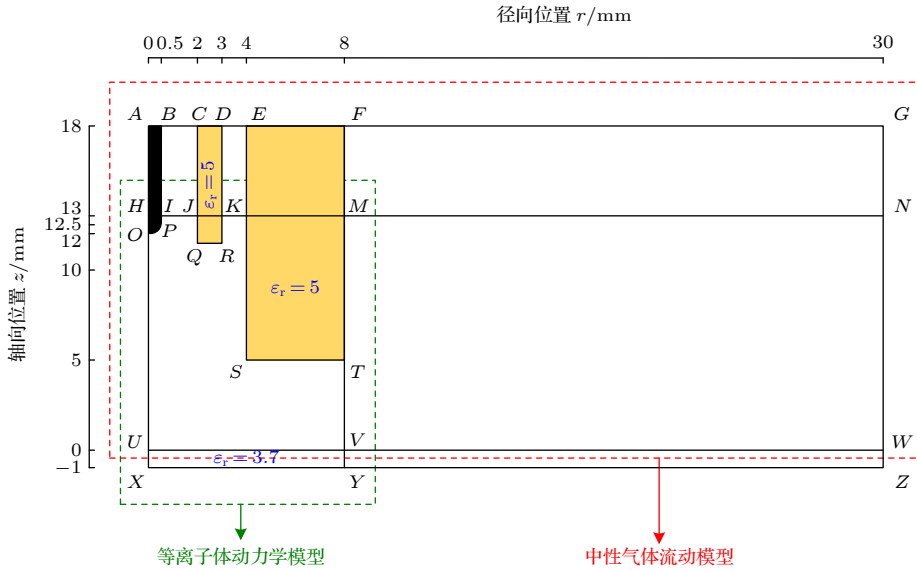 径向位置 r/mm
0 0.5 2 3 4 8 30
A B C D E F G
18
εr = 5
13 H I J K M N
12.5
12 O P
Q R
10
εr = 5
轴向位置 z/mm
5
S T
0 U V W
εr = 3.7
−1
X Y Z
等离子体动力学模型
中性气体流动模型